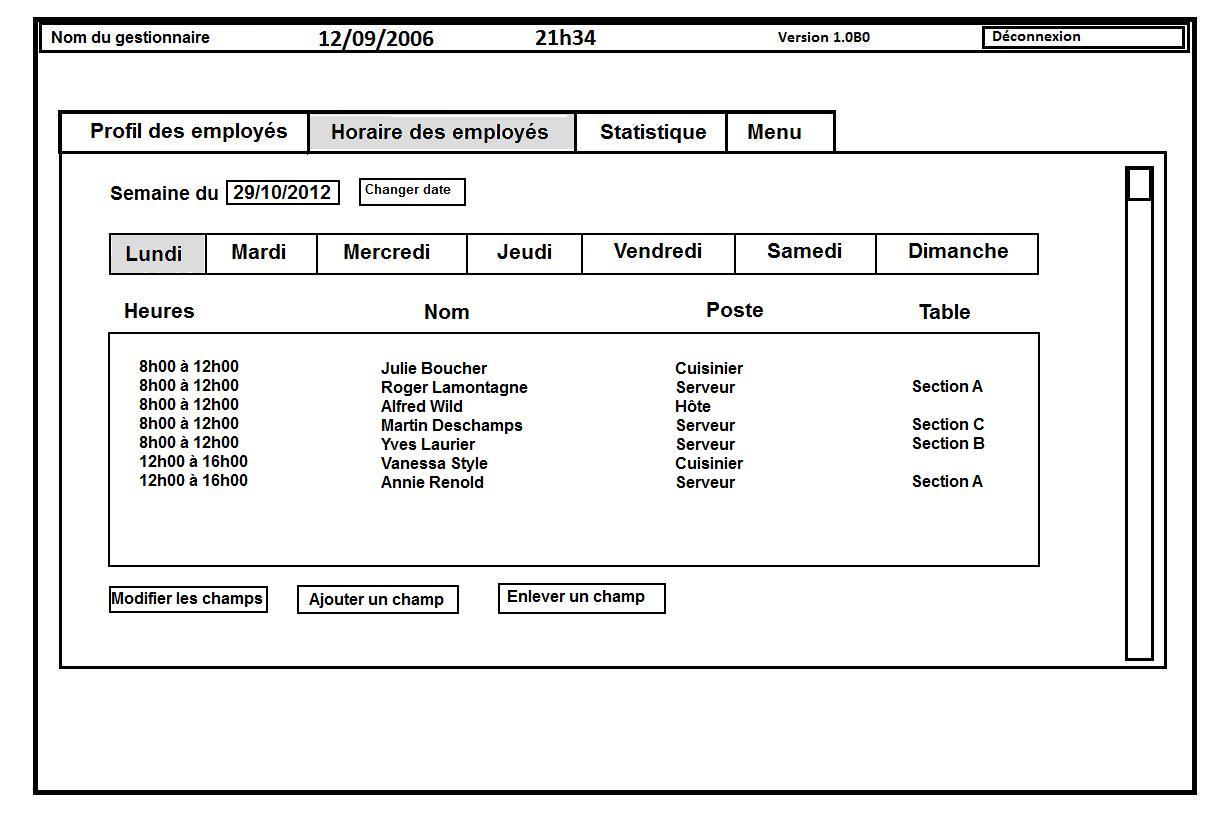 Nom du gestionnaire 12/09/2006 21h34 Version 1.0B0 Déconnexion
Profil des employés Horaire des employés Statistique Menu
Semaine du 29/10/2012 Changer date
Lundi Mardi Mercredi Jeudi Vendredi Samedi Dimanche
Heures Nom Poste Table
8h00 à 12h00 Julie Boucher Cuisinier
8h00 à 12h00 Roger Lamontagne Serveur Section A
8h00 à 12h00 Alfred Wild Hôte
8h00 à 12h00 Martin Deschamps Serveur Section C
8h00 à 12h00 Yves Laurier Serveur Section B
12h00 à 16h00 Vanessa Style Cuisinier
12h00 à 16h00 Annie Renold Serveur Section A
Modifier les champs Ajouter un champ Enlever un champ